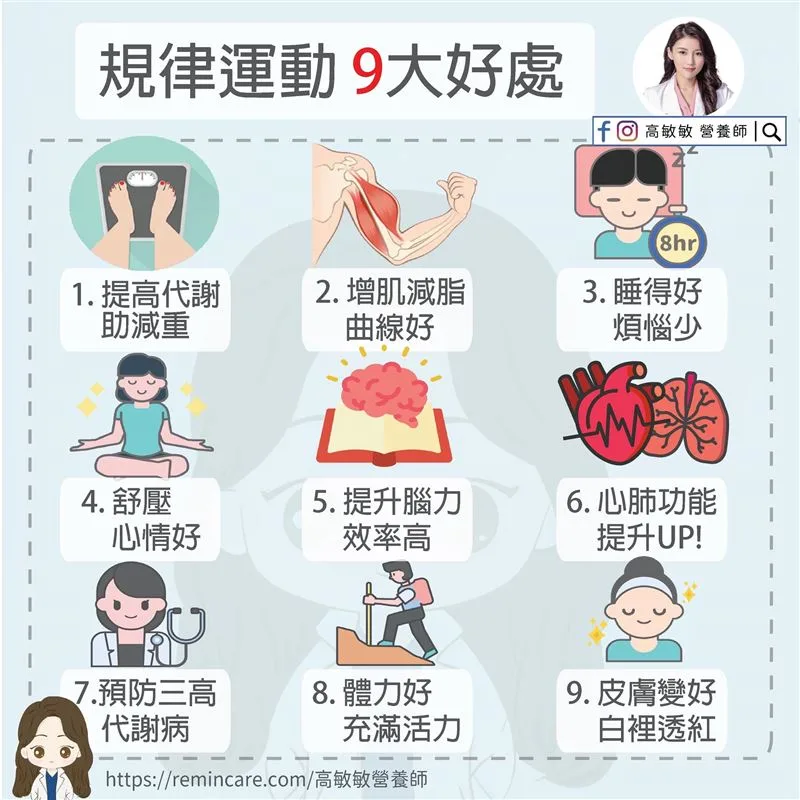 規律運動 9大好處
高敏敏 營養師
zz
8hr
1. 提高代謝
助減重
2. 增肌減脂
曲線好
3. 睡得好
煩惱少
4. 舒壓
心情好
5. 提升腦力
效率高
6. 心肺功能
提升UP!
7.預防三高
代謝病
8. 體力好
充滿活力
9. 皮膚變好
白裡透紅
https://remincare.com/高敏敏營養師